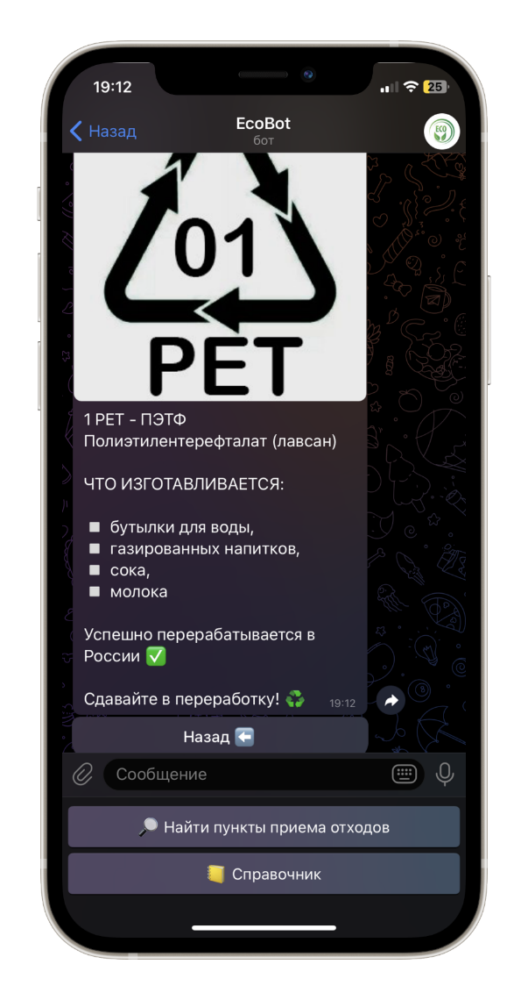 19:12
25
Назад
EcoBot
бот
ECO
01
PET
1 PET - ПЭТФ
Полиэтилентерефталат (лавсан)
ЧТО ИЗГОТАВЛИВАЕТСЯ:
бутылки для воды,
газированных напитков,
сока,
молока
Успешно перерабатывается в
России ✅
Сдавайте в переработку! ♻️
19:12
Назад ⬅️
Сообщение
🔎 Найти пункты приема отходов
📒 Справочник